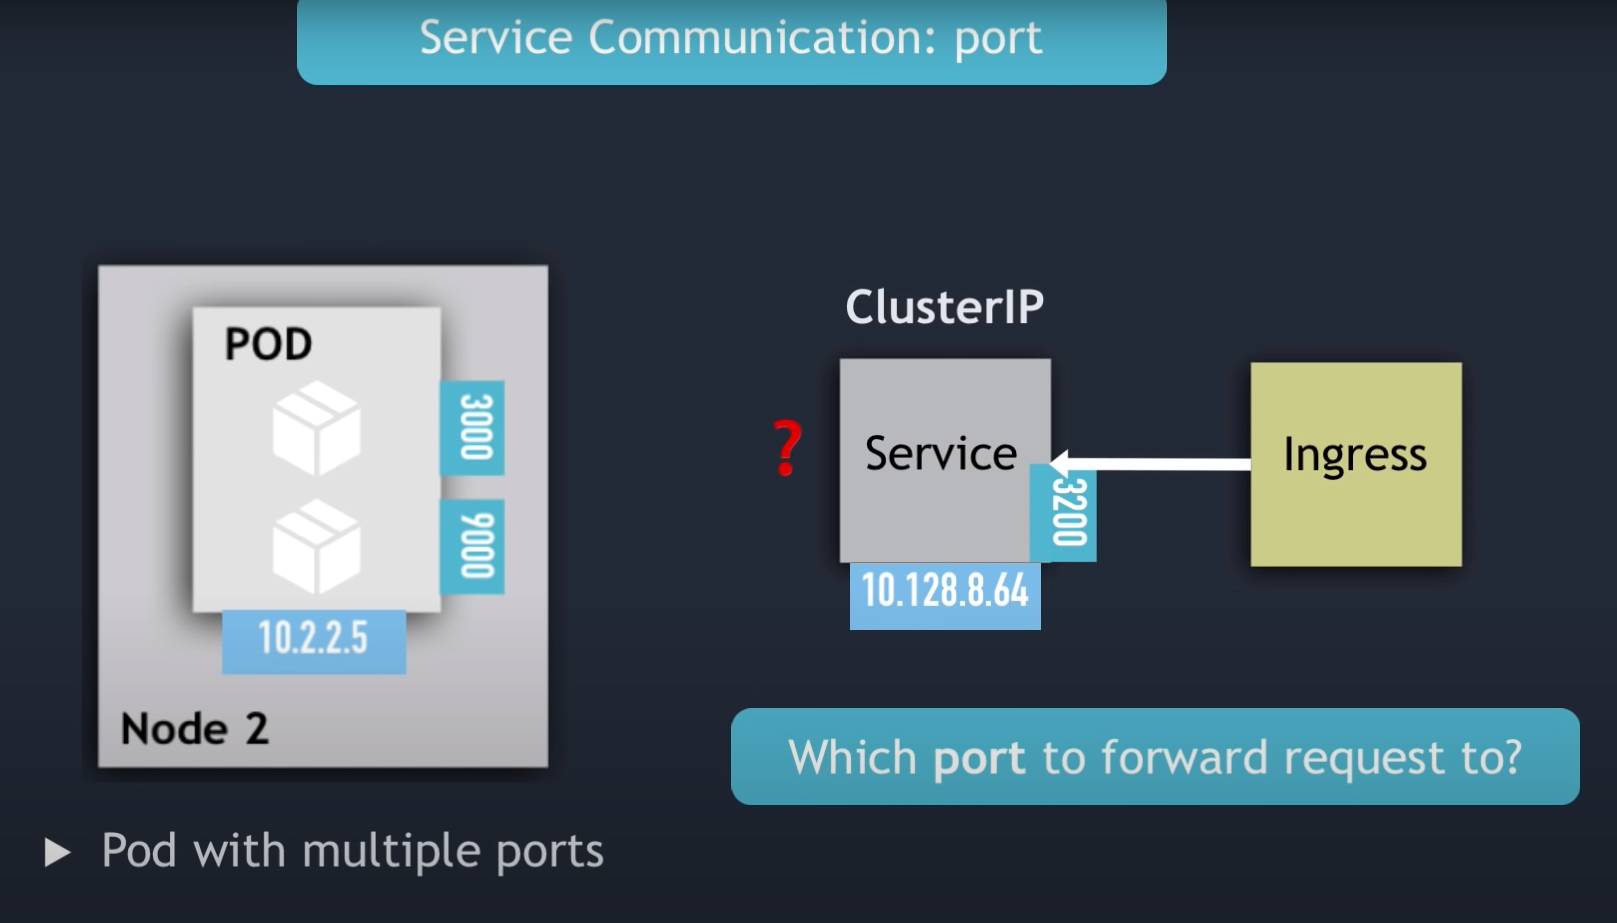 Service Communication: port
POD
3000
9000
10.2.2.5
Node 2
ClusterIP
?
Service
3200
10.128.8.64
Ingress
Which port to forward request to?
Pod with multiple ports